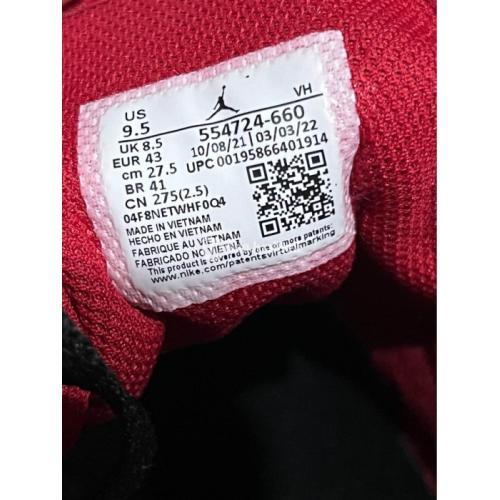 US
9.5
VH
554724-660
UK 8.5
10/08/21 03/03/22
EUR 43
UPC 00195866401914
cm 27.5
BR 41
CN 275(2.5)
04F8NETWHF0Q4
MADE IN VIETNAM
HECHO EN VIETNAM
FABRIQUE AU VIETNAM
FABRICADO NO VIETNAM
This product is covered by one or more patents:
www.nike.com/patentsvirtualmarking